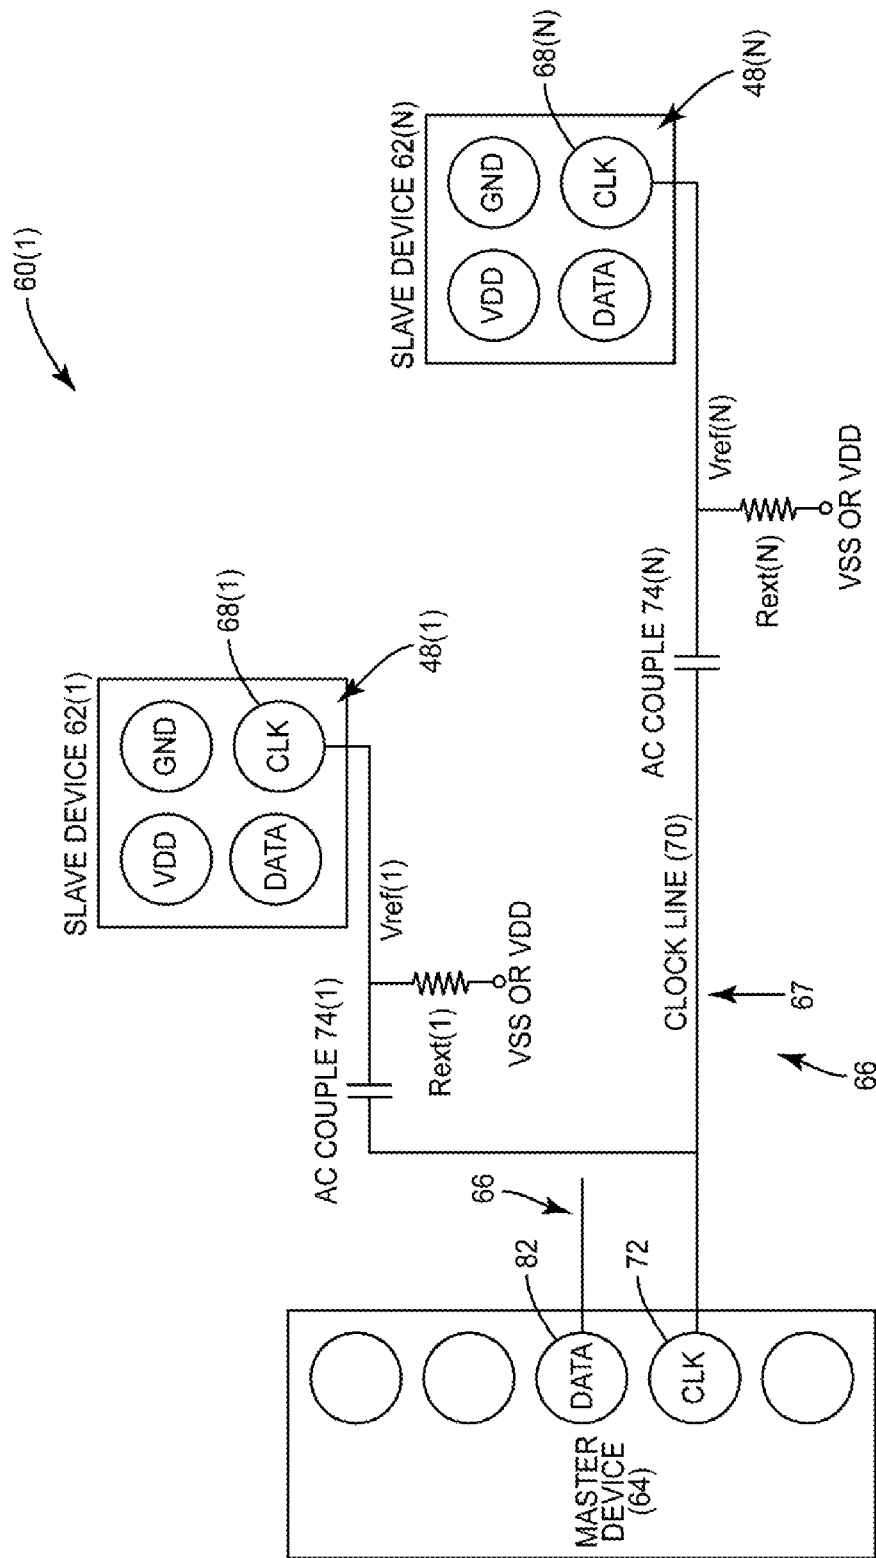 60(1)
SLAVE DEVICE 62(N)
VDD
GND
DATA
CLK
68(N)
48(N)
SLAVE DEVICE 62(1)
VDD
GND
DATA
CLK
68(1)
48(1)
AC COUPLE 74(1)
Vref(1)
Rext(1)
VSS OR VDD
AC COUPLE 74(N)
Vref(N)
Rext(N)
VSS OR VDD
CLOCK LINE (70)
67
66
66
82
DATA
72
CLK
MASTER
DEVICE
(64)